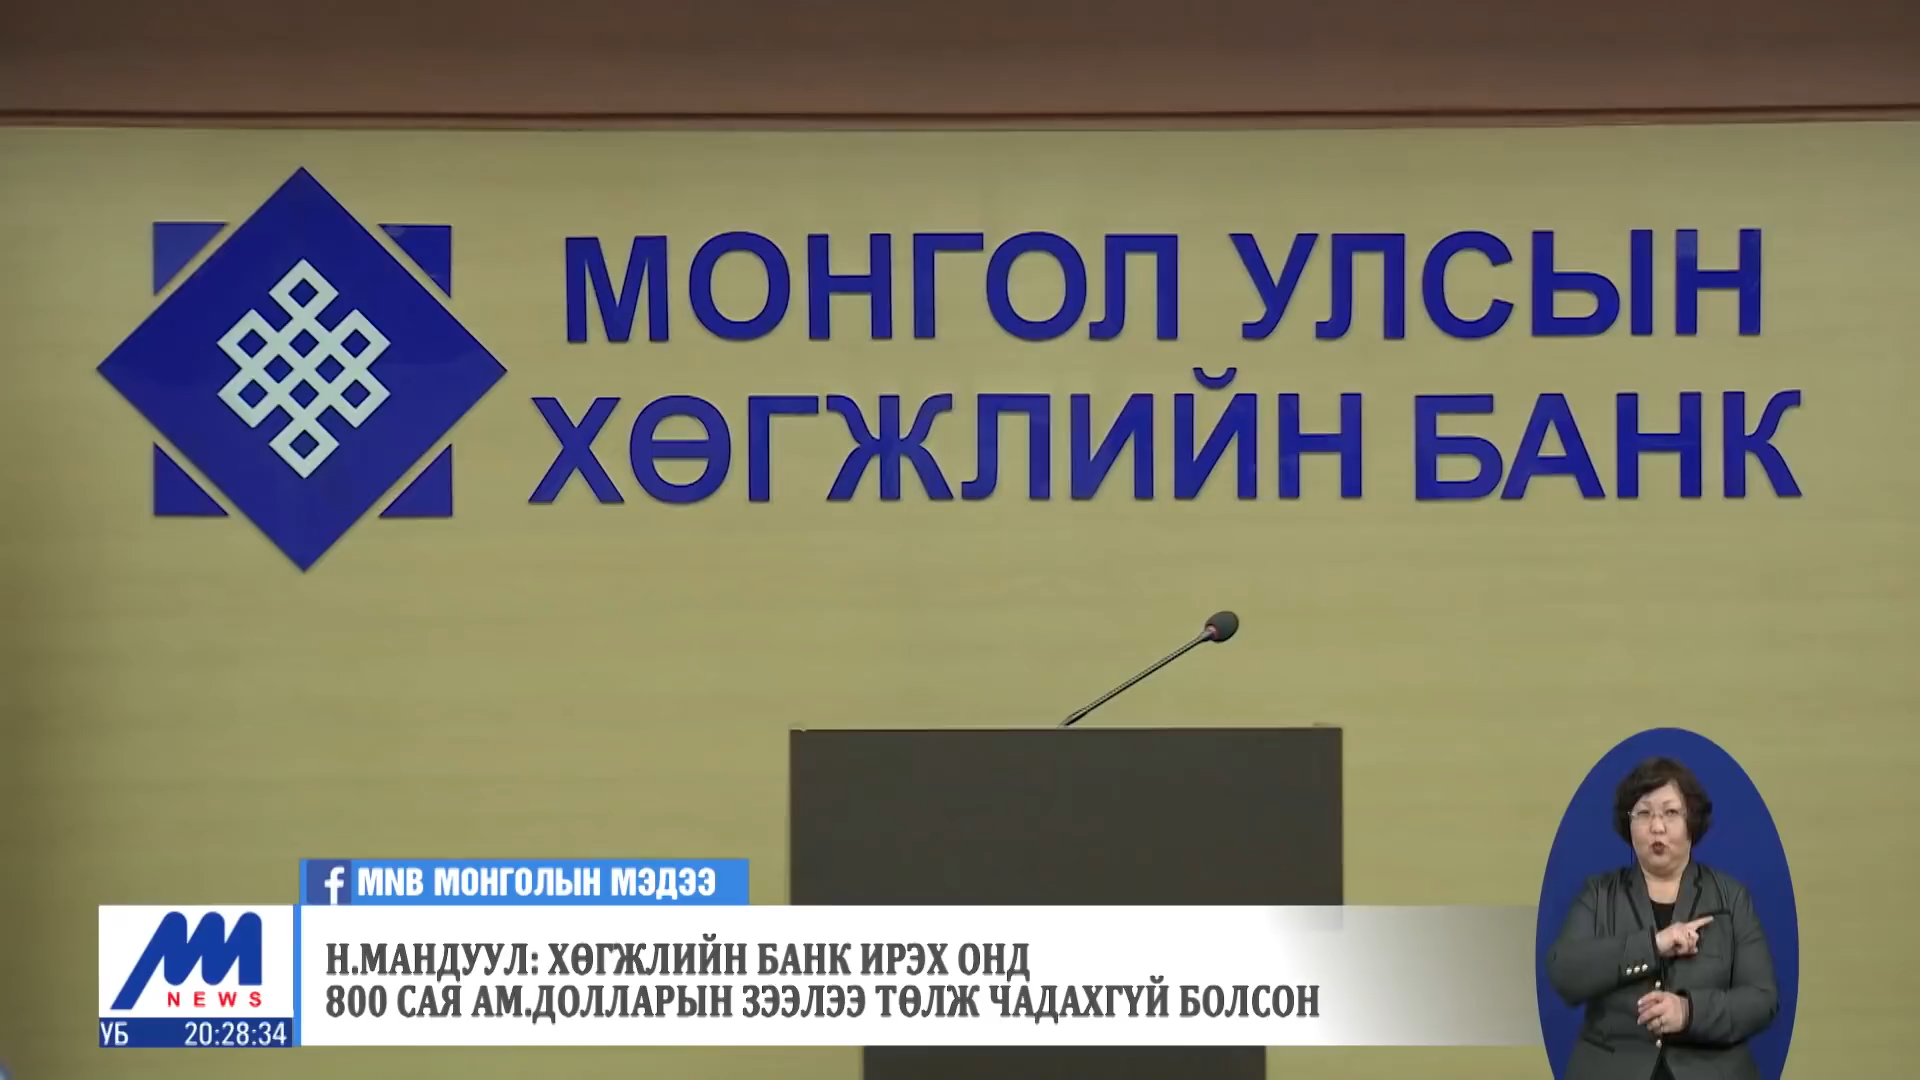 МОНГОЛ УЛСЫН
ХӨГЖЛИЙН БАНК
f MNB МОНГОЛЫН МЭДЭЭ
Н.МАНДУУЛ: ХӨГЖЛИЙН БАНК ИРЭХ ОНД
800 САЯ АМ.ДОЛЛАРЫН ЗЭЭЛЭЭ ТӨЛЖ ЧАДАХГҮЙ БОЛСОН
NEWS
УБ 20:28:34